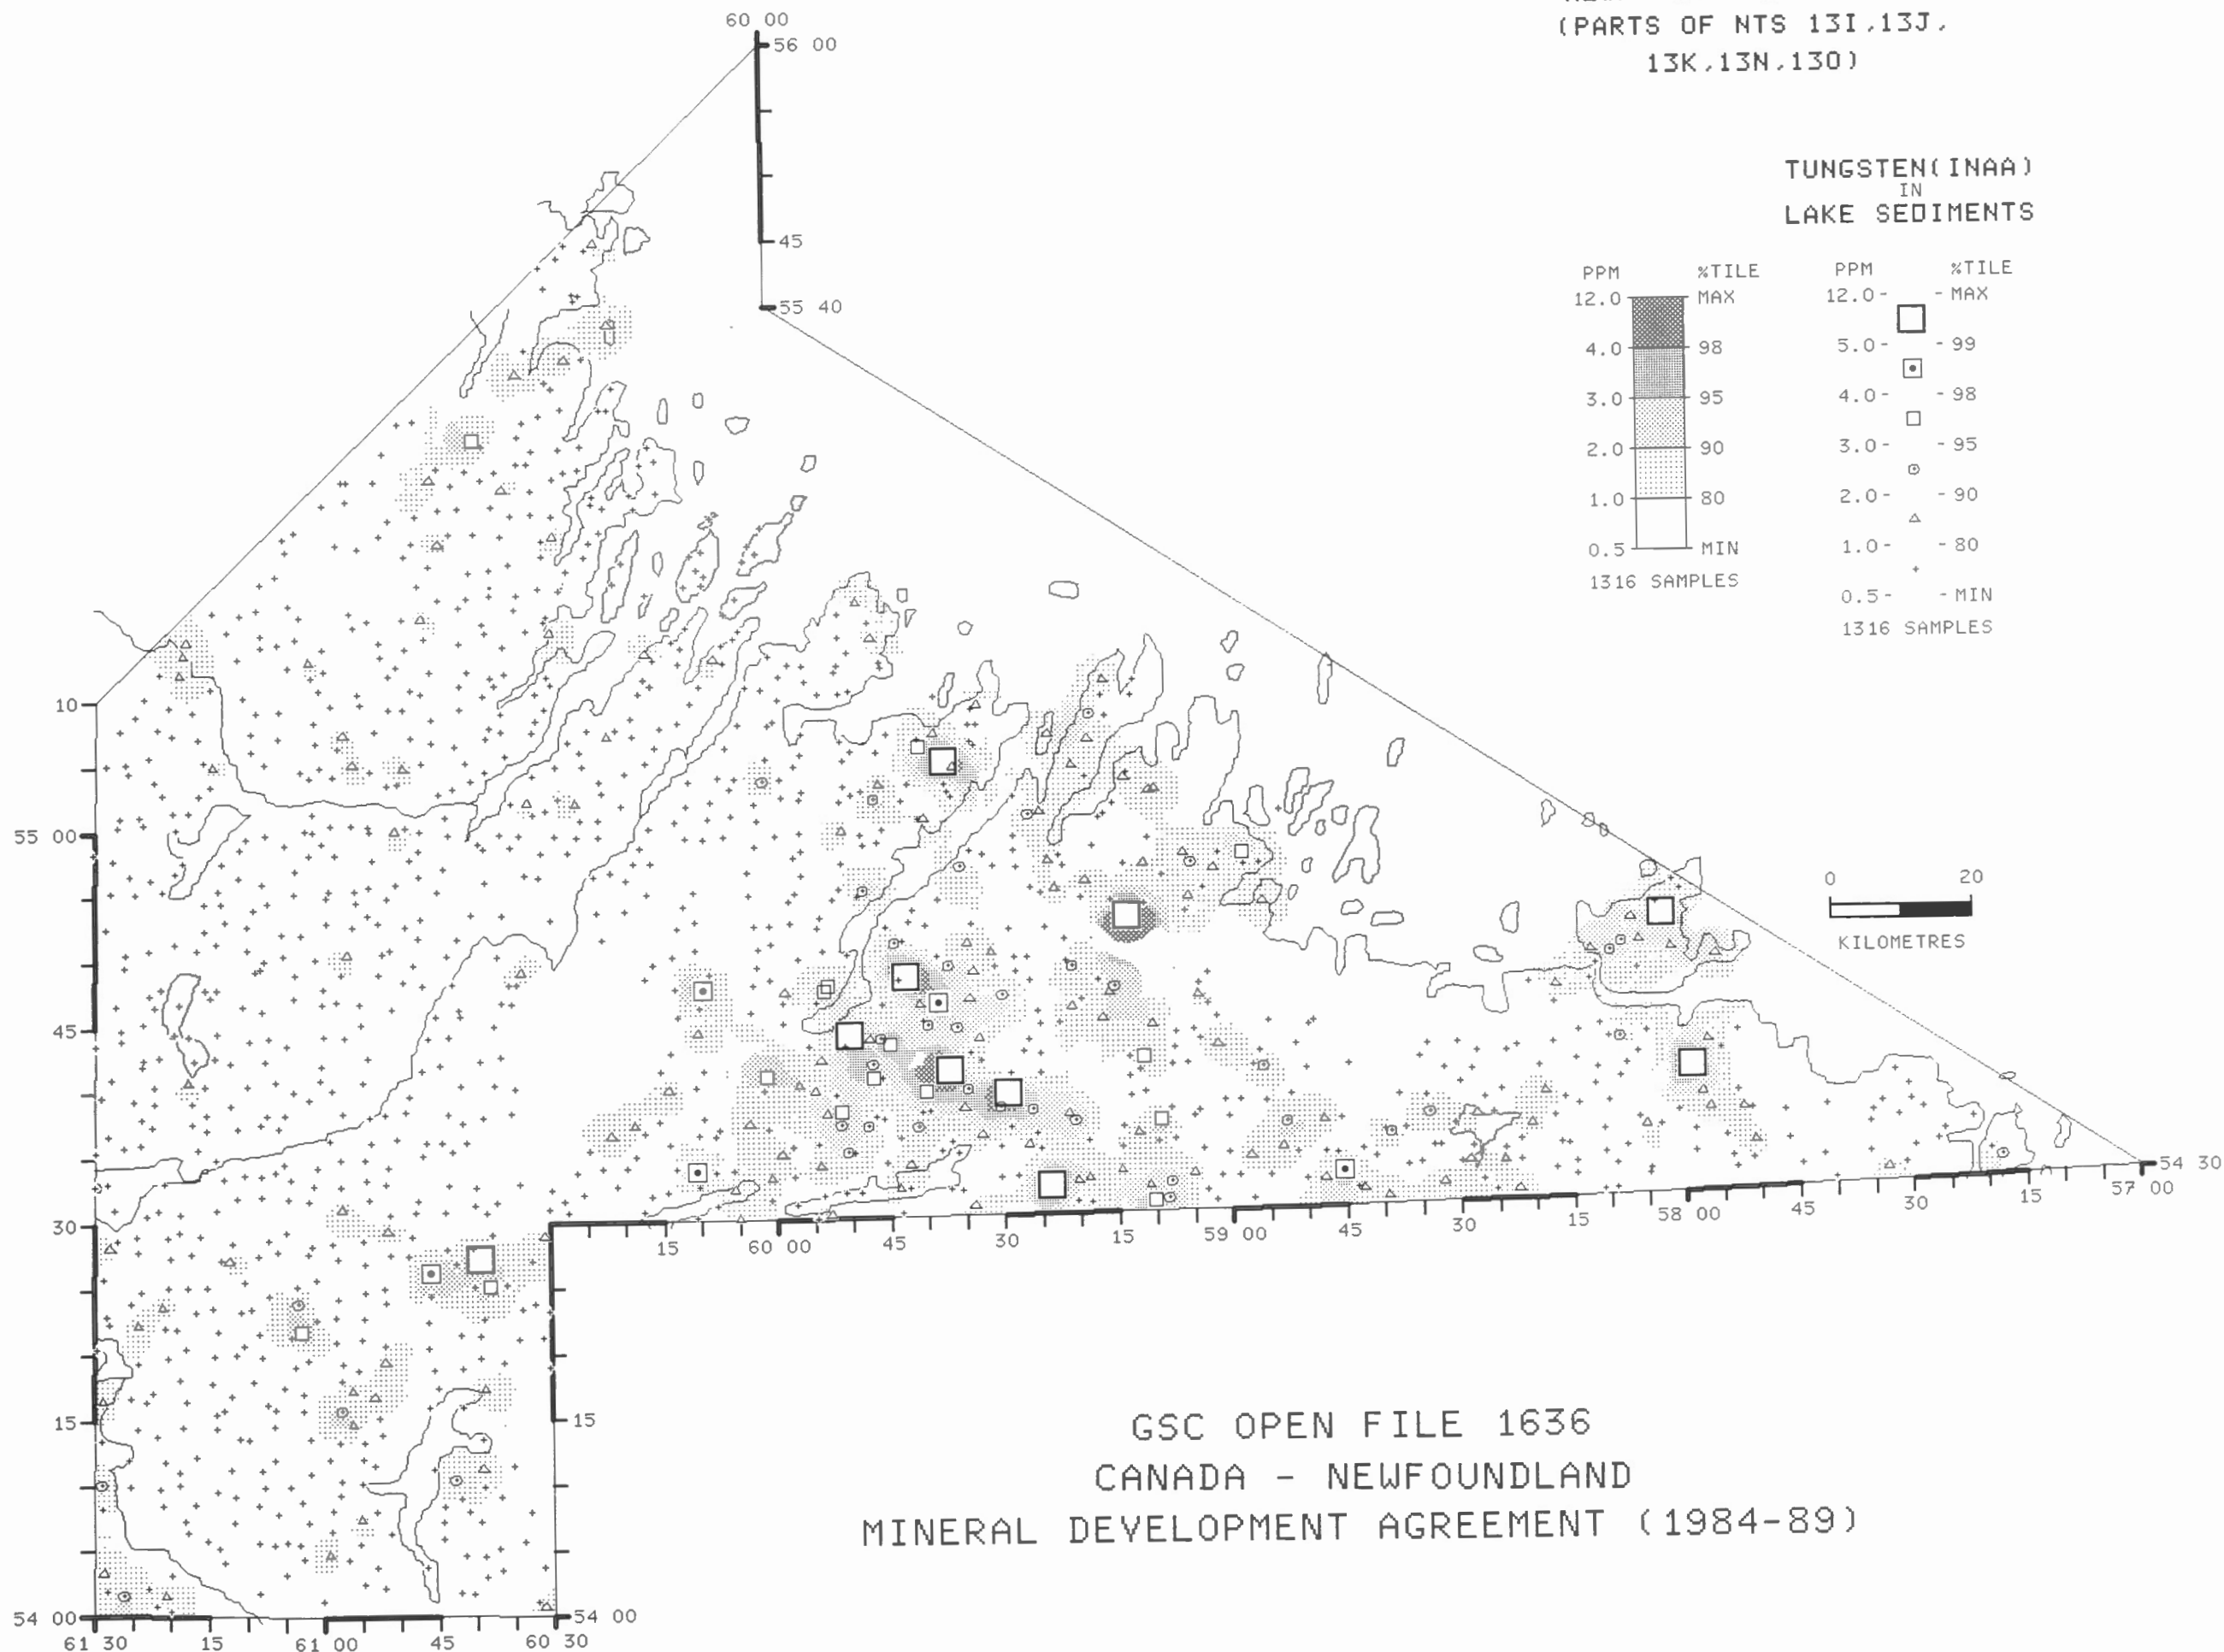 (PARTS OF NTS 13I,13J,
13K,13N,13O)
60 00
56 00
45
55 40
TUNGSTEN(INAA)
IN
LAKE SEDIMENTS
PPM %TILE PPM %TILE
12.0 MAX 12.0- - MAX
4.0 98 5.0- - 99
3.0 95 4.0- - 98
2.0 90 3.0- - 95
1.0 80 2.0- - 90
0.5 MIN 1.0- - 80
1316 SAMPLES 0.5- - MIN
1316 SAMPLES
10
55 00
45
30
15
54 00
0 20
KILOMETRES
54 30
57 00
15
30
45
58 00
15
30
45
59 00
15
30
45
60 00
15
15
54 00
61 30 15 61 00 45 60 30
GSC OPEN FILE 1636
CANADA - NEWFOUNDLAND
MINERAL DEVELOPMENT AGREEMENT (1984-89)